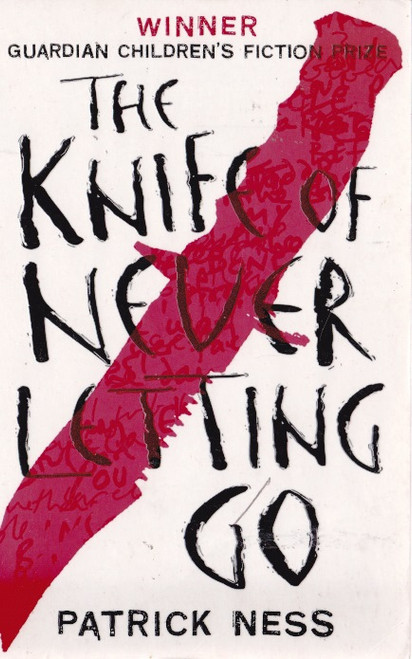 WINNER
GUARDIAN CHILDREN'S FICTION PRIZE
THE
KNIFE OF
NEVER
LETTING
GO
PATRICK NESS